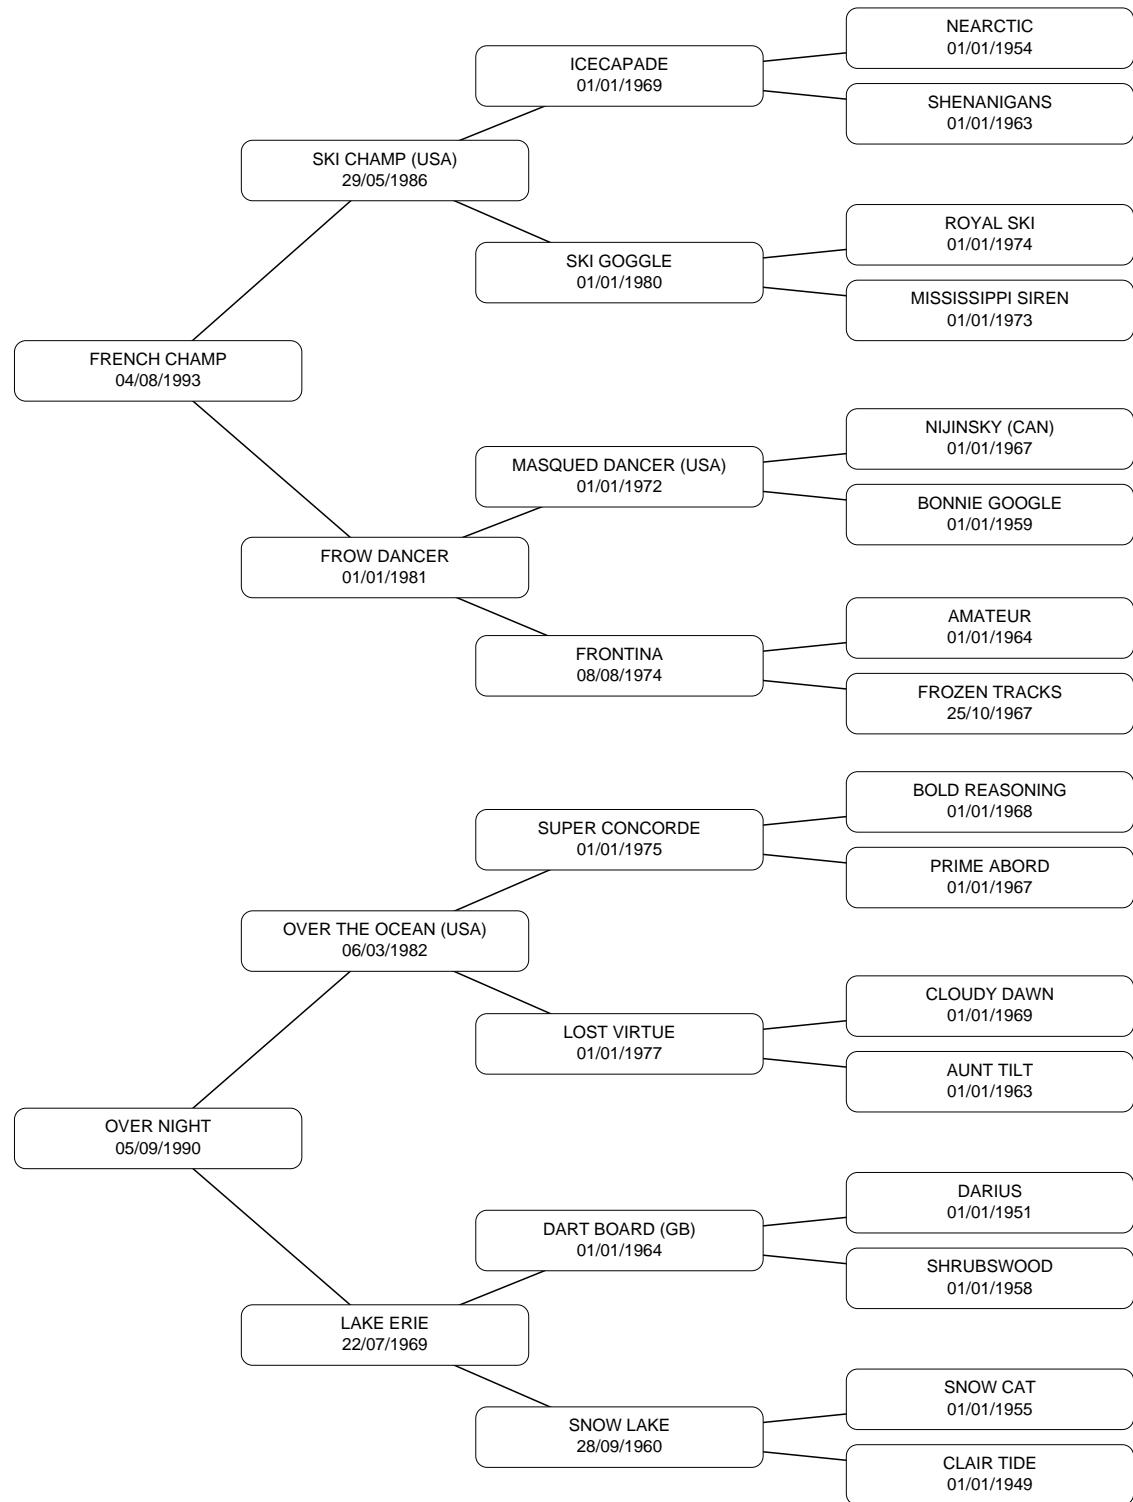 NEARCTIC
01/01/1954
ICECAPADE
01/01/1969
SHENANIGANS
01/01/1963
SKI CHAMP (USA)
29/05/1986
ROYAL SKI
01/01/1974
SKI GOGGLE
01/01/1980
MISSISSIPPI SIREN
01/01/1973
FRENCH CHAMP
04/08/1993
NIJINSKY (CAN)
01/01/1967
MASQUED DANCER (USA)
01/01/1972
BONNIE GOOGLE
01/01/1959
FROW DANCER
01/01/1981
AMATEUR
01/01/1964
FRONTINA
08/08/1974
FROZEN TRACKS
25/10/1967
BOLD REASONING
01/01/1968
SUPER CONCORDE
01/01/1975
PRIME ABORD
01/01/1967
OVER THE OCEAN (USA)
06/03/1982
CLOUDY DAWN
01/01/1969
LOST VIRTUE
01/01/1977
AUNT TILT
01/01/1963
OVER NIGHT
05/09/1990
DARIUS
01/01/1951
DART BOARD (GB)
01/01/1964
SHRUBSWOOD
01/01/1958
LAKE ERIE
22/07/1969
SNOW CAT
01/01/1955
SNOW LAKE
28/09/1960
CLAIR TIDE
01/01/1949